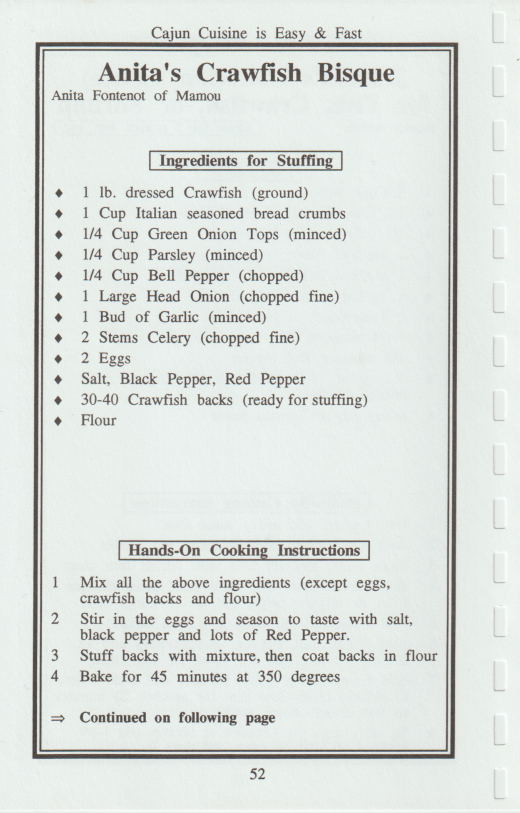 Cajun Cuisine is Easy & Fast
Anita's Crawfish Bisque
Anita Fontenot of Mamou
Ingredients for Stuffing
♦ 1 lb. dressed Crawfish (ground)
♦ 1 Cup Italian seasoned bread crumbs
♦ 1/4 Cup Green Onion Tops (minced)
♦ 1/4 Cup Parsley (minced)
♦ 1/4 Cup Bell Pepper (chopped)
♦ 1 Large Head Onion (chopped fine)
♦ 1 Bud of Garlic (minced)
♦ 2 Stems Celery (chopped fine)
♦ 2 Eggs
♦ Salt, Black Pepper, Red Pepper
♦ 30-40 Crawfish backs (ready for stuffing)
♦ Flour
Hands-On Cooking Instructions
1 Mix all the above ingredients (except eggs,
crawfish backs and flour)
2 Stir in the eggs and season to taste with salt,
black pepper and lots of Red Pepper.
3 Stuff backs with mixture, then coat backs in flour
4 Bake for 45 minutes at 350 degrees
⇒ Continued on following page
52